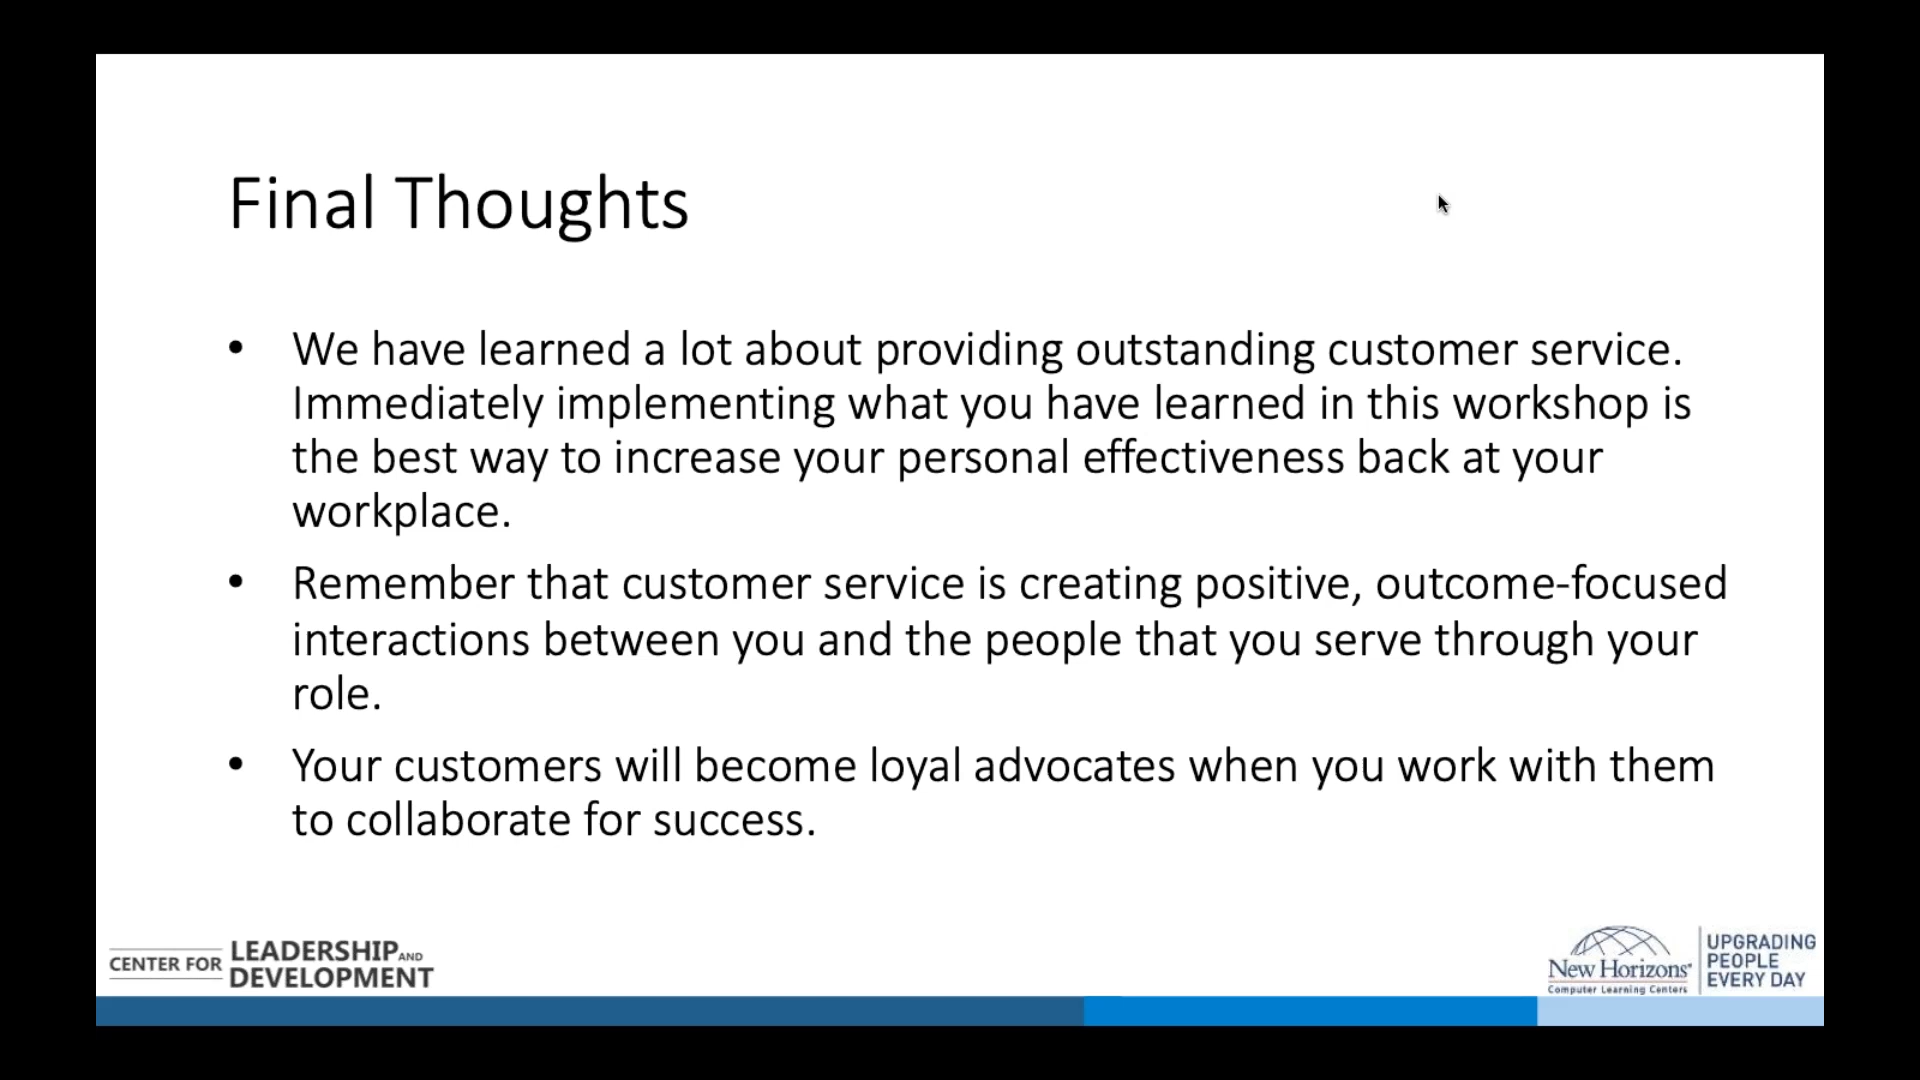 Final Thoughts
• We have learned a lot about providing outstanding customer service.
Immediately implementing what you have learned in this workshop is
the best way to increase your personal effectiveness back at your
workplace.
• Remember that customer service is creating positive, outcome-focused
interactions between you and the people that you serve through your
role.
• Your customers will become loyal advocates when you work with them
to collaborate for success.
CENTER FOR LEADERSHIP AND
DEVELOPMENT
New Horizons®
Computer Learning Centers
UPGRADING
PEOPLE
EVERY DAY